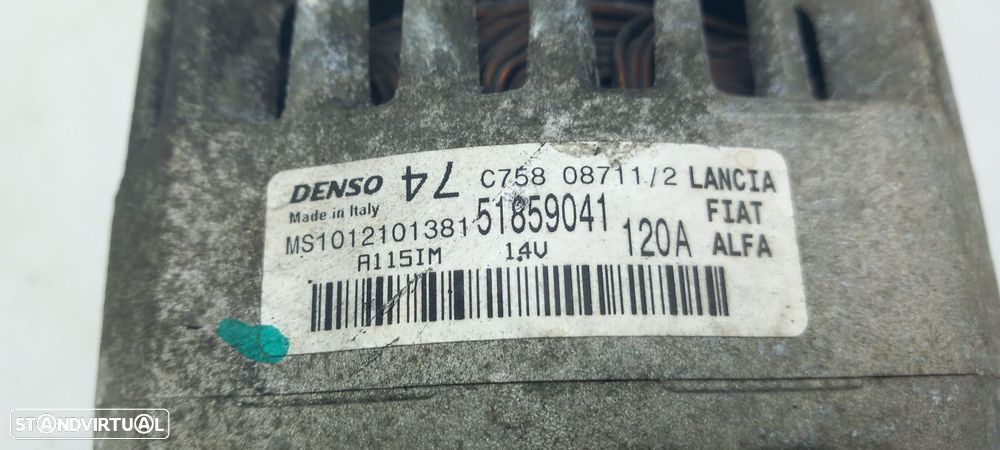 DENSO 74 C758 08711/2 LANCIA
Made in Italy FIAT
MS1012101381 51859041 120A ALFA
A115IM 14V
STANDVIRTUAL